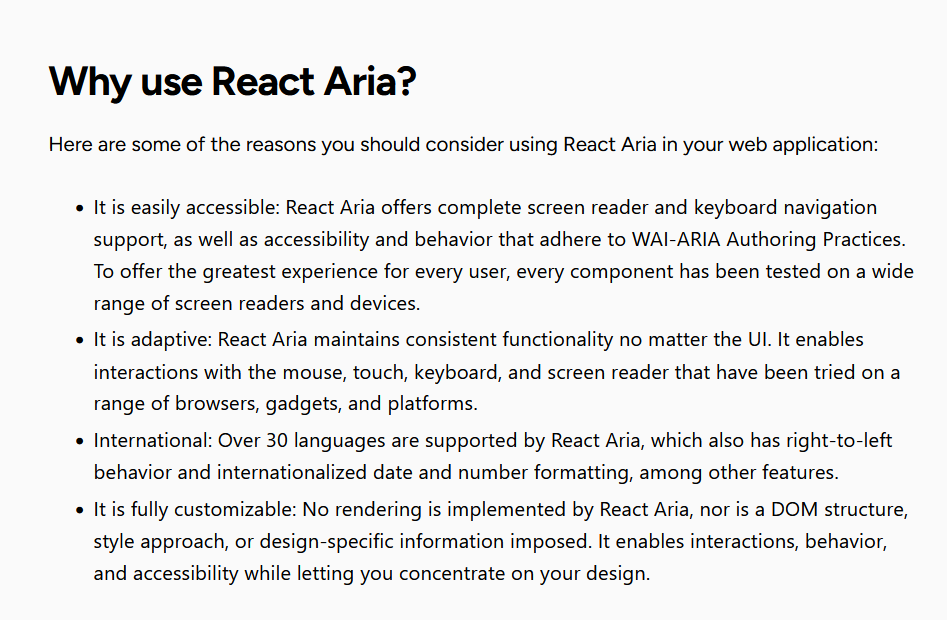 Why use React Aria?
Here are some of the reasons you should consider using React Aria in your web application:
• It is easily accessible: React Aria offers complete screen reader and keyboard navigation
support, as well as accessibility and behavior that adhere to WAI-ARIA Authoring Practices.
To offer the greatest experience for every user, every component has been tested on a wide
range of screen readers and devices.
• It is adaptive: React Aria maintains consistent functionality no matter the UI. It enables
interactions with the mouse, touch, keyboard, and screen reader that have been tried on a
range of browsers, gadgets, and platforms.
• International: Over 30 languages are supported by React Aria, which also has right-to-left
behavior and internationalized date and number formatting, among other features.
• It is fully customizable: No rendering is implemented by React Aria, nor is a DOM structure,
style approach, or design-specific information imposed. It enables interactions, behavior,
and accessibility while letting you concentrate on your design.